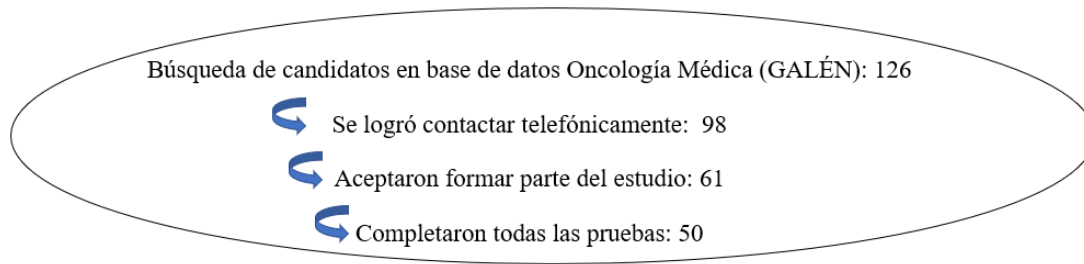 Búsqueda de candidatos en base de datos Oncología Médica (GALÉN): 126
Se logró contactar telefónicamente: 98
Aceptaron formar parte del estudio: 61
Completaron todas las pruebas: 50